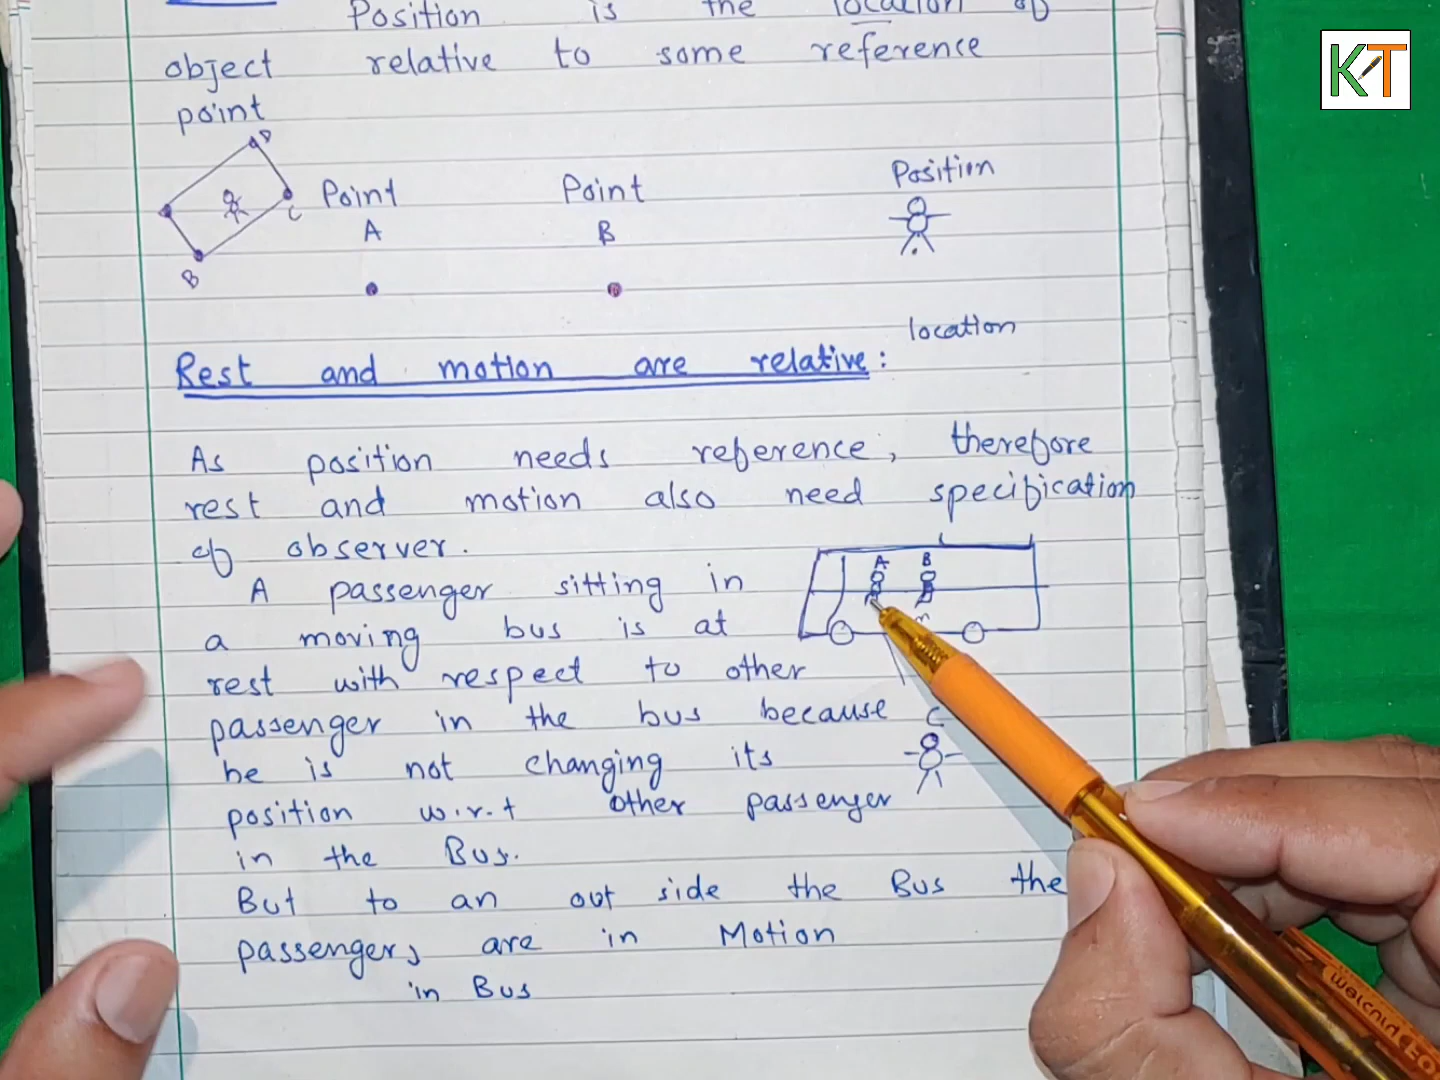 Position is the location of
object relative to some reference
point
Point Point Position
A B
D
C
B
location
Rest and motion are relative:
As position needs reference, therefore
rest and motion also need specification
of observer.
A B
A passenger sitting in
a moving bus is at
rest with respect to other
passenger in the bus because
C
he is not changing its
position w.r.t other passenger
in the Bus.
But to an out side the Bus the
passengers are in Motion
in Bus
KT